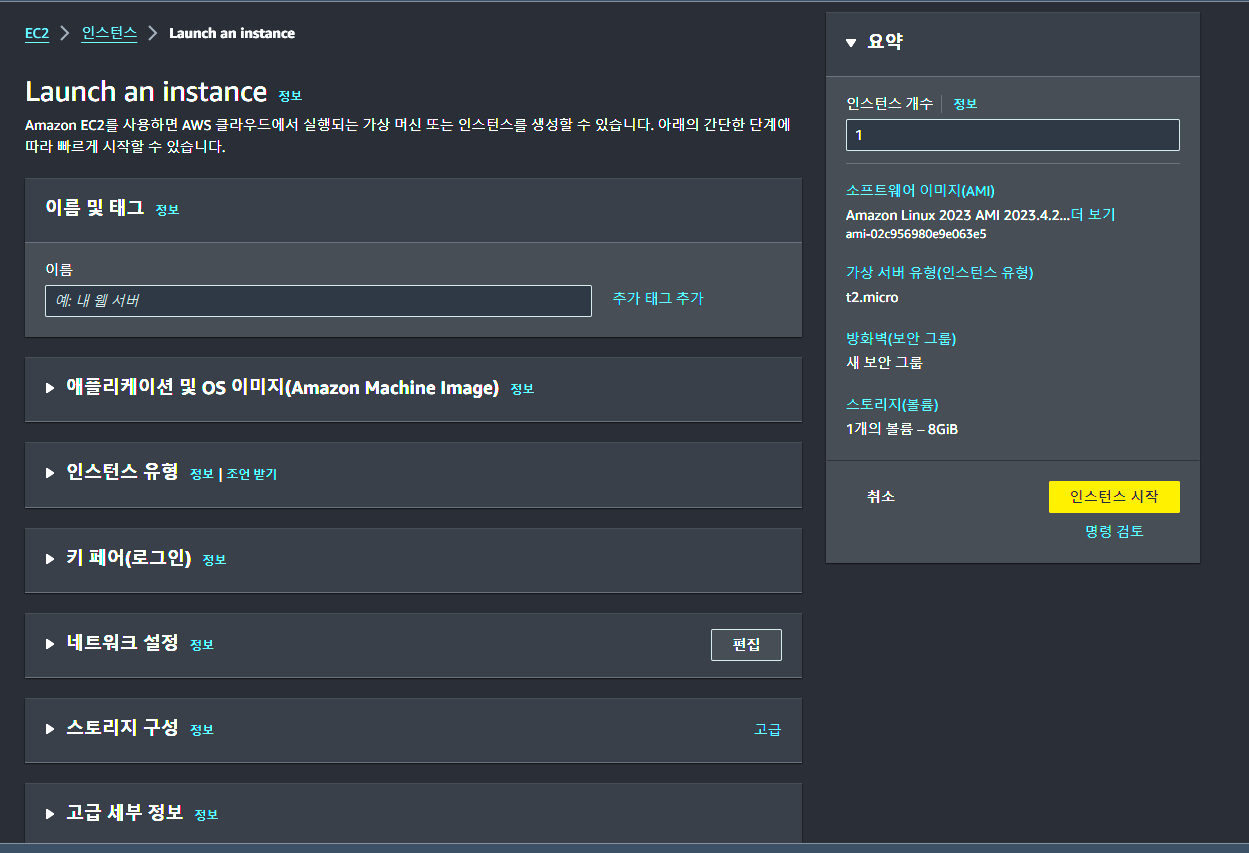 EC2 > 인스턴스 > Launch an instance
Launch an instance 정보
Amazon EC2를 사용하면 AWS 클라우드에서 실행되는 가상 머신 또는 인스턴스를 생성할 수 있습니다. 아래의 간단한 단계에
따라 빠르게 시작할 수 있습니다.
이름 및 태그 정보
이름
예: 내 웹 서버
추가 태그 추가
애플리케이션 및 OS 이미지(Amazon Machine Image) 정보
인스턴스 유형 정보 | 조언 받기
키 페어(로그인) 정보
네트워크 설정 정보
편집
스토리지 구성 정보
고급
고급 세부 정보 정보
요약
인스턴스 개수 정보
1
소프트웨어 이미지(AMI)
Amazon Linux 2023 AMI 2023.4.2...더 보기
ami-02c956980e9e063e5
가상 서버 유형(인스턴스 유형)
t2.micro
방화벽(보안 그룹)
새 보안 그룹
스토리지(볼륨)
1개의 볼륨 – 8GiB
취소
인스턴스 시작
명령 검토